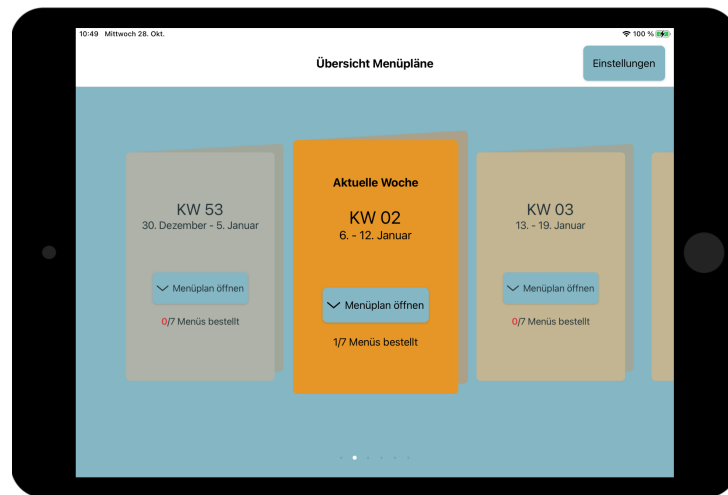 10:49 Mittwoch 28. Okt.
100 %
Übersicht Menüpläne
Einstellungen
KW 53
30. Dezember - 5. Januar
Menüplan öffnen
0/7 Menüs bestellt
Aktuelle Woche
KW 02
6. - 12. Januar
Menüplan öffnen
1/7 Menüs bestellt
KW 03
13. - 19. Januar
Menüplan öffnen
0/7 Menüs bestellt